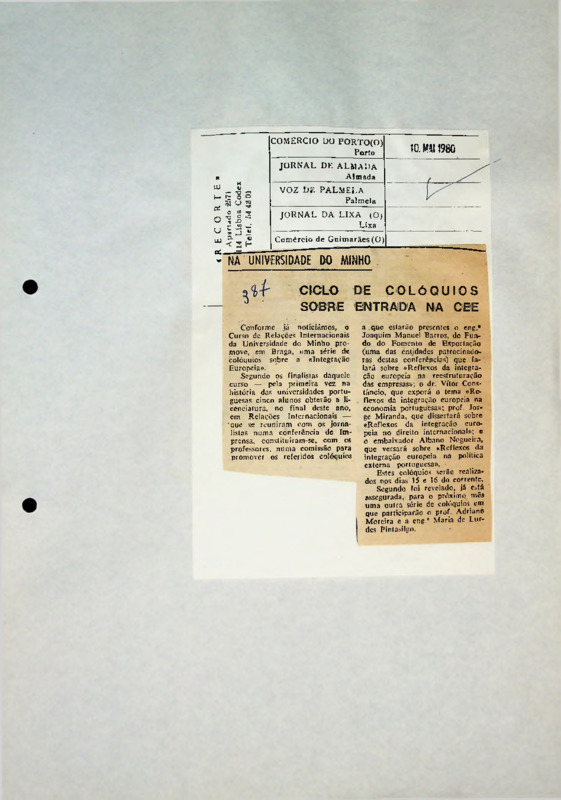 «RECORTE»
Apartado 2571
114 Lisboa Codex
Telef. 54 48 01
COMÉRCIO DO PORTO(O)
Porto
10. MAI 1980
JORNAL DE ALMADA
Almada
VOZ DE PALMELA
Palmela
JORNAL DA LIXA (O)
Lixa
Comércio de Guimarães (O)
NA UNIVERSIDADE DO MINHO
387
CICLO DE COLÓQUIOS
SOBRE ENTRADA NA CEE
Conforme já noticiámos, o
Curso de Relações Internacionais
da Universidade do Minho pro-
move, em Braga, uma série de
colóquios sobre a «Integração
Europeia».
Segundo os finalistas daquele
curso — pela primeira vez na
história das universidades portu-
guesas cinco alunos obterão a li-
cenciatura, no final deste ano,
em Relações Internacionais —
que se reuniram com os jorna-
listas numa conferência de Im-
prensa, constituíram-se, com os
professores, numa comissão para
promover os referidos colóquios
a que estarão presentes o eng.º
Joaquim Manuel Barros, do Fun-
do do Fomento de Exportação
(uma das entidades patrocinado-
ras destas conferências) que fa-
lará sobre «Reflexos da integra-
ção europeia na reestruturação
das empresas»; o dr. Vítor Cons-
tâncio, que exporá o tema «Re-
flexos da integração europeia na
economia portuguesa»; prof. Jor-
ge Miranda, que dissertará sobre
«Reflexos da integração euro-
peia no direito internacional»; e
o embaixador Albano Nogueira,
que versará sobre «Reflexos da
integração europeia na política
externa portuguesa».
Estes colóquios serão realiza-
dos nos dias 15 e 16 do corrente.
Segundo foi revelado, já está
assegurada, para o próximo mês
uma outra série de colóquios em
que participarão o prof. Adriano
Moreira e a eng.ª Maria de Lur-
des Pintasilgo.